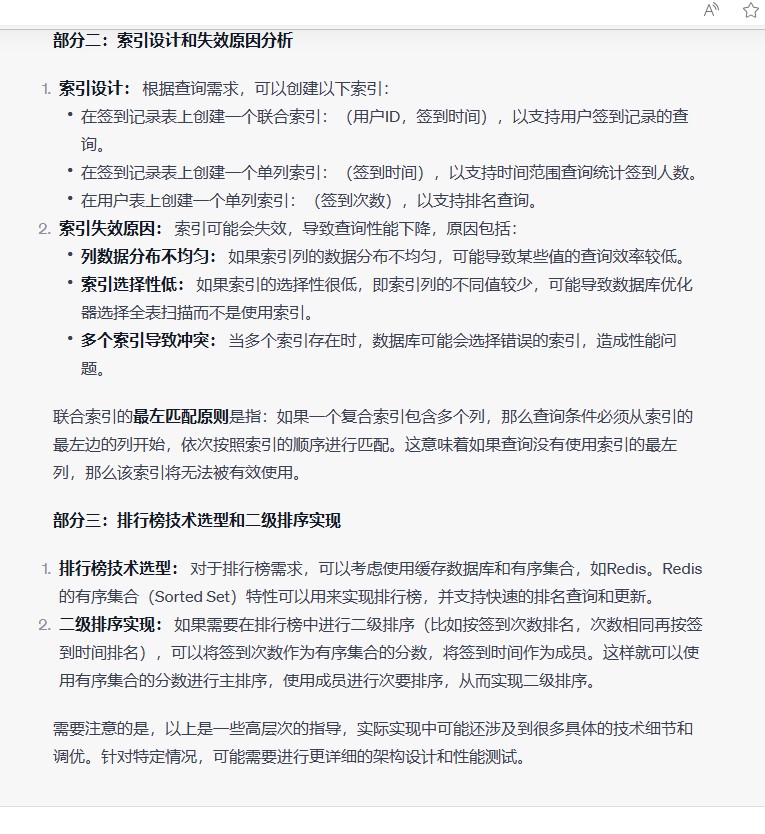 部分二：索引设计和失效原因分析
1. 索引设计： 根据查询需求，可以创建以下索引：
• 在签到记录表上创建一个联合索引：（用户ID，签到时间），以支持用户签到记录的查
询。
• 在签到记录表上创建一个单列索引：（签到时间），以支持时间范围查询统计签到人数。
• 在用户表上创建一个单列索引：（签到次数），以支持排名查询。
2. 索引失效原因： 索引可能会失效，导致查询性能下降，原因包括：
• 列数据分布不均匀： 如果索引列的数据分布不均匀，可能导致某些值的查询效率较低。
• 索引选择性低： 如果索引的选择性很低，即索引列的不同值较少，可能导致数据库优化
器选择全表扫描而不是使用索引。
• 多个索引导致冲突： 当多个索引存在时，数据库可能会选择错误的索引，造成性能问
题。
联合索引的最左匹配原则是指：如果一个复合索引包含多个列，那么查询条件必须从索引的
最左边的列开始，依次按照索引的顺序进行匹配。这意味着如果查询没有使用索引的最左
列，那么该索引将无法被有效使用。
部分三：排行榜技术选型和二级排序实现
1. 排行榜技术选型： 对于排行榜需求，可以考虑使用缓存数据库和有序集合，如Redis。Redis
的有序集合（Sorted Set）特性可以用来实现排行榜，并支持快速的排名查询和更新。
2. 二级排序实现： 如果需要在排行榜中进行二级排序（比如按签到次数排名，次数相同再按签
到时间排名），可以将签到次数作为有序集合的分数，将签到时间作为成员。这样就可以使
用有序集合的分数进行主排序，使用成员进行次要排序，从而实现二级排序。
需要注意的是，以上是一些高层次的指导，实际实现中可能还涉及到很多具体的技术细节和
调优。针对特定情况，可能需要进行更详细的架构设计和性能测试。